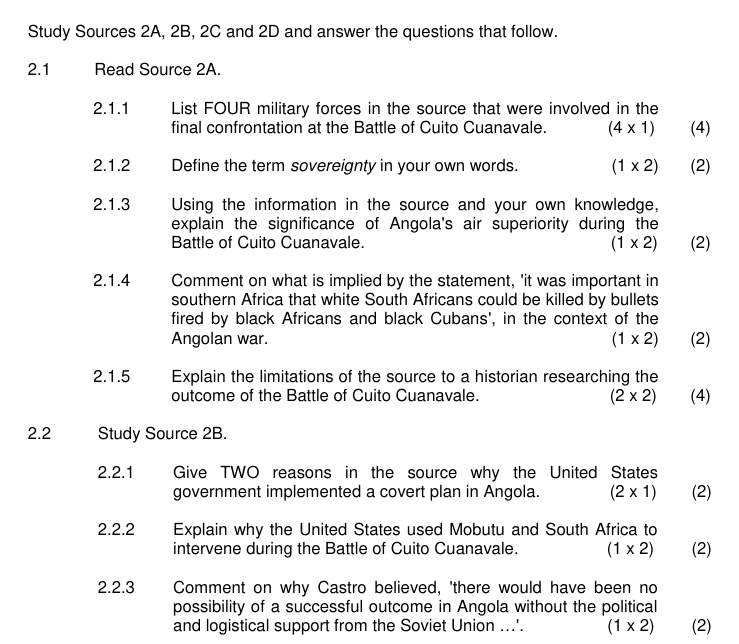 Study Sources 2A, 2B, 2C and 2D and answer the questions that follow.
2.1 Read Source 2A.
2.1.1 List FOUR military forces in the source that were involved in the
final confrontation at the Battle of Cuito Cuanavale. (4 x 1) (4)
2.1.2 Define the term sovereignty in your own words. (1 x 2) (2)
2.1.3 Using the information in the source and your own knowledge,
explain the significance of Angola's air superiority during the
Battle of Cuito Cuanavale. (1 x 2) (2)
2.1.4 Comment on what is implied by the statement, 'it was important in
southern Africa that white South Africans could be killed by bullets
fired by black Africans and black Cubans', in the context of the
Angolan war. (1 x 2) (2)
2.1.5 Explain the limitations of the source to a historian researching the
outcome of the Battle of Cuito Cuanavale. (2 x 2) (4)
2.2 Study Source 2B.
2.2.1 Give TWO reasons in the source why the United States
government implemented a covert plan in Angola. (2 x 1) (2)
2.2.2 Explain why the United States used Mobutu and South Africa to
intervene during the Battle of Cuito Cuanavale. (1 x 2) (2)
2.2.3 Comment on why Castro believed, 'there would have been no
possibility of a successful outcome in Angola without the political
and logistical support from the Soviet Union ...'. (1 x 2) (2)